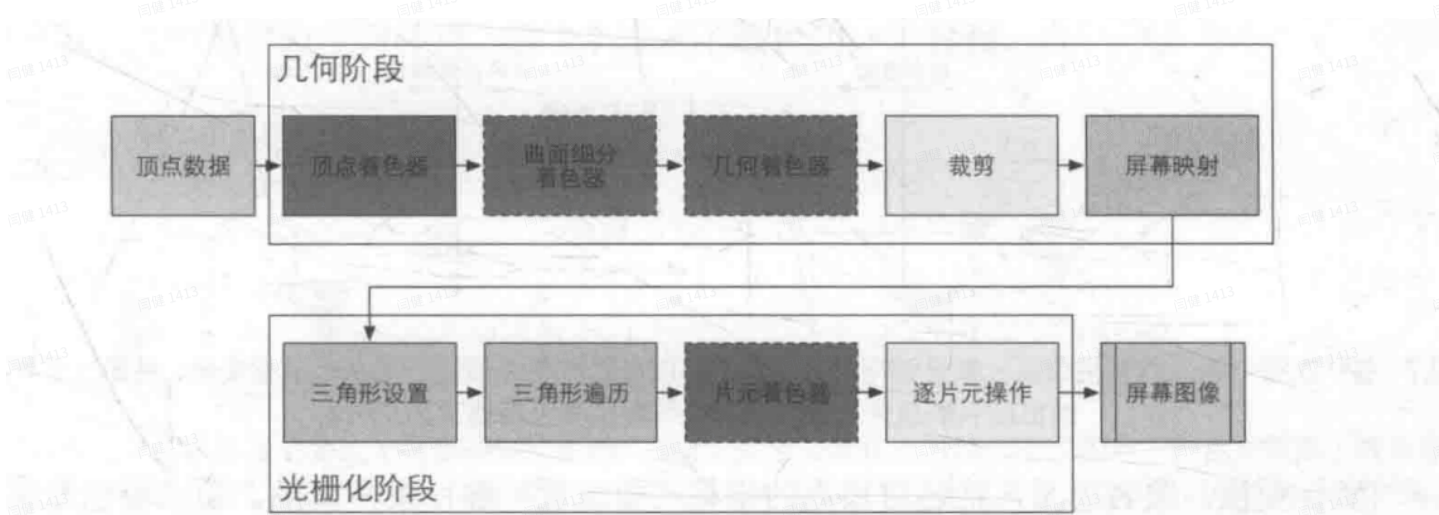 几何阶段
顶点数据
顶点着色器
曲面细分
着色器
几何着色器
裁剪
屏幕映射
三角形设置
三角形遍历
片元着色器
逐片元操作
屏幕图像
光栅化阶段
闫健 1413